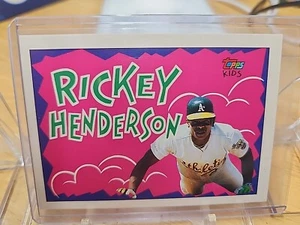 RICKEY
HENDERSON
TOPPS
KIDS
A's
Athletics